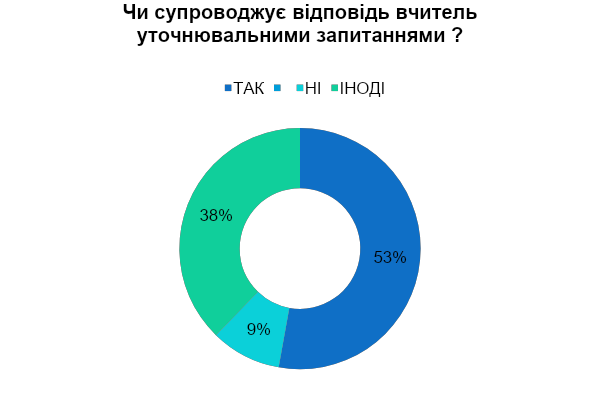 Чи супроводжує відповідь вчитель
уточнювальними запитаннями ?
ТАК НІ ІНОДІ
38%
53%
9%